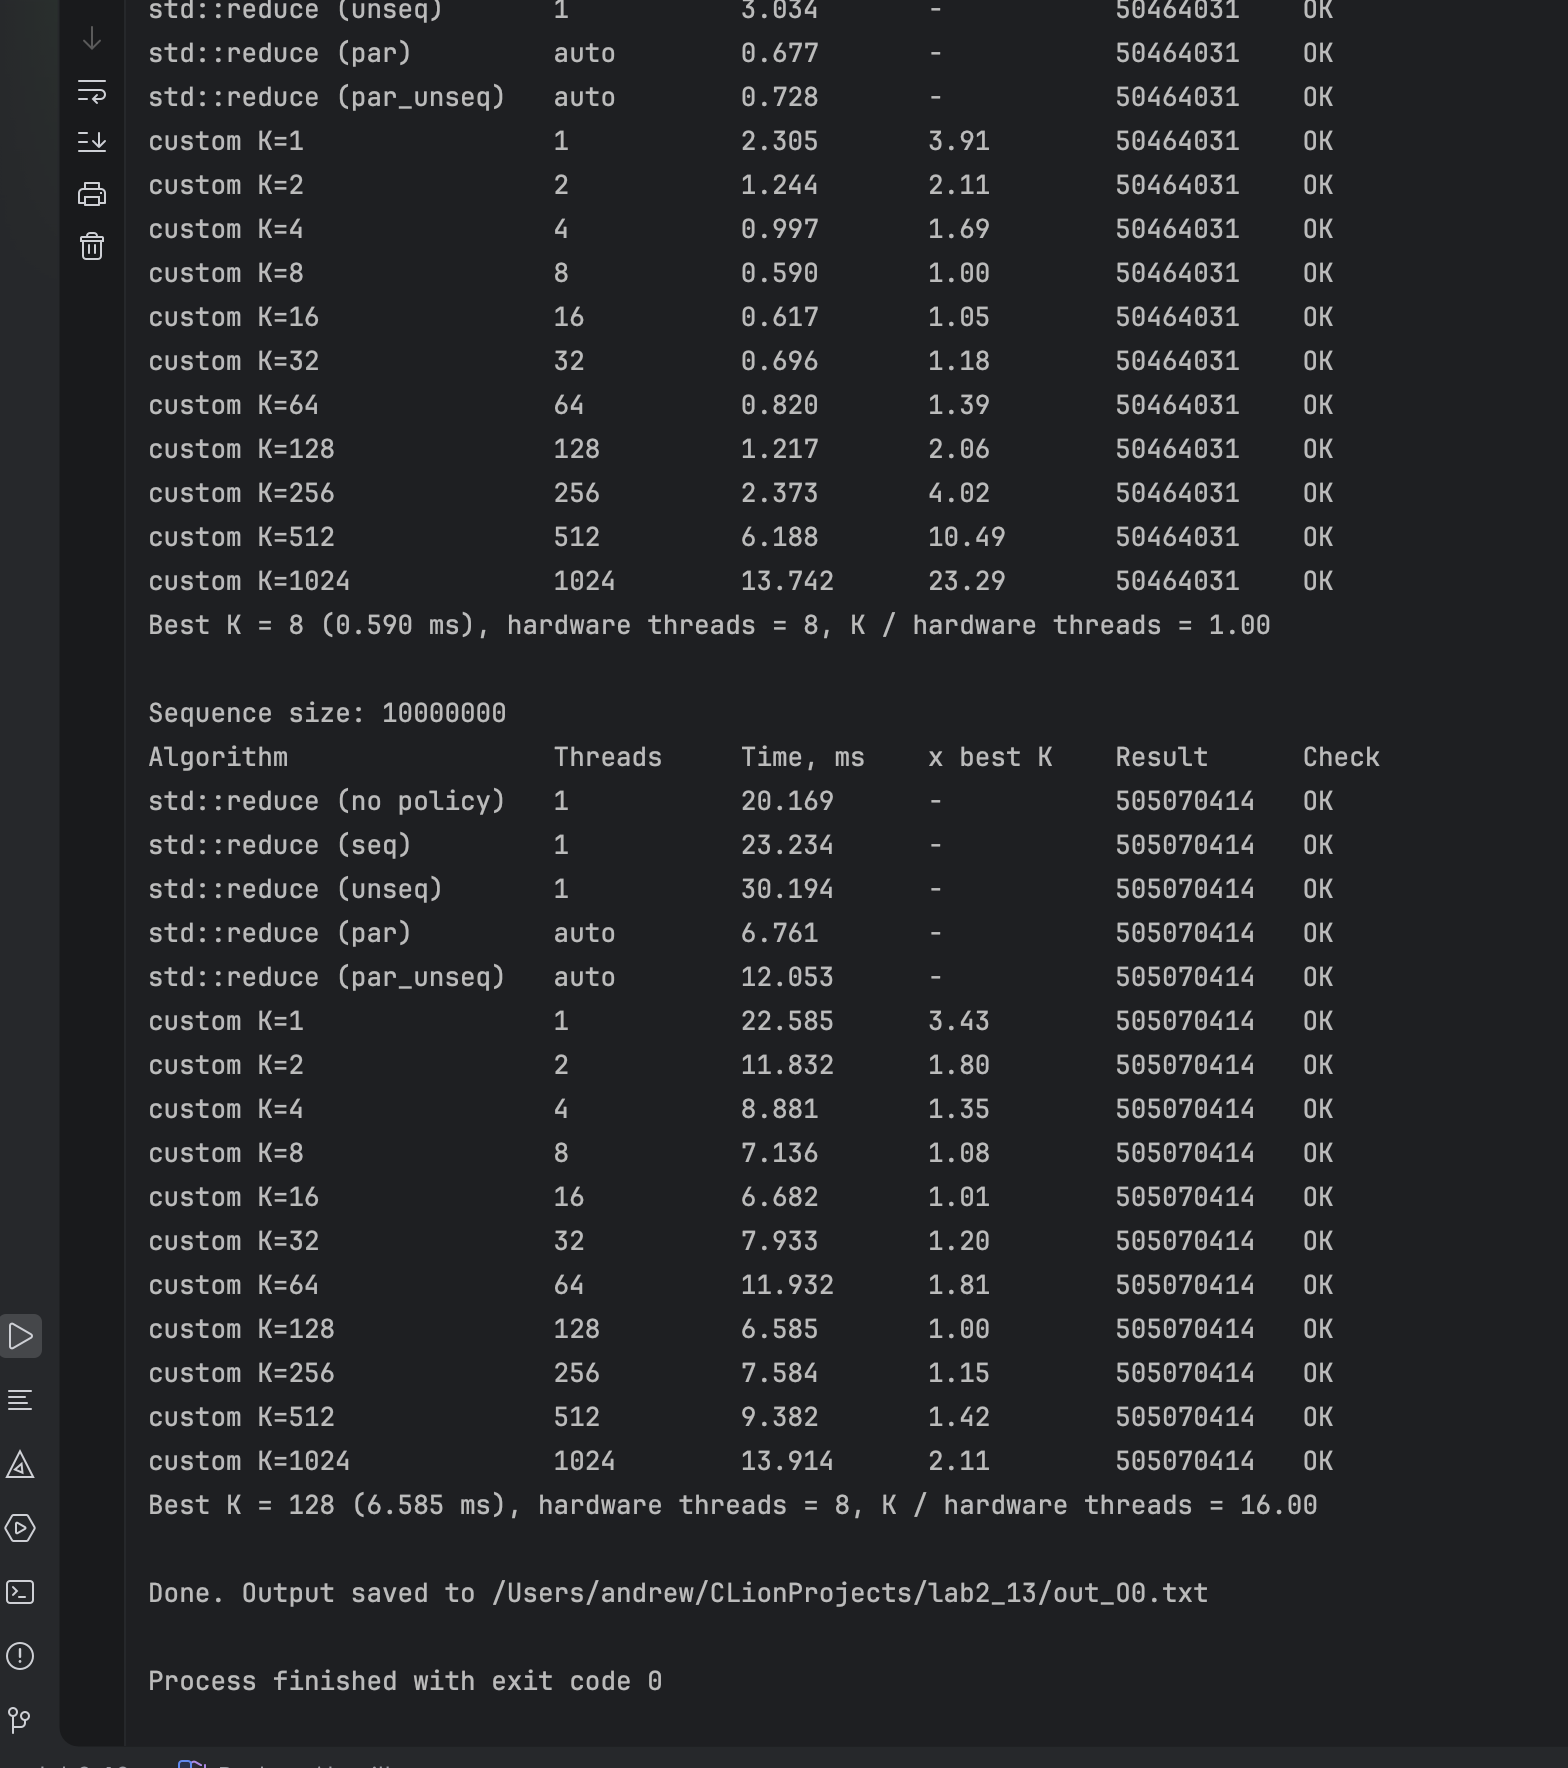 std::reduce (unseq) 1 3.034 - 50464031 OK
std::reduce (par) auto 0.677 - 50464031 OK
std::reduce (par_unseq) auto 0.728 - 50464031 OK
custom K=1 1 2.305 3.91 50464031 OK
custom K=2 2 1.244 2.11 50464031 OK
custom K=4 4 0.997 1.69 50464031 OK
custom K=8 8 0.590 1.00 50464031 OK
custom K=16 16 0.617 1.05 50464031 OK
custom K=32 32 0.696 1.18 50464031 OK
custom K=64 64 0.820 1.39 50464031 OK
custom K=128 128 1.217 2.06 50464031 OK
custom K=256 256 2.373 4.02 50464031 OK
custom K=512 512 6.188 10.49 50464031 OK
custom K=1024 1024 13.742 23.29 50464031 OK
Best K = 8 (0.590 ms), hardware threads = 8, K / hardware threads = 1.00
Sequence size: 10000000
Algorithm Threads Time, ms x best K Result Check
std::reduce (no policy) 1 20.169 - 505070414 OK
std::reduce (seq) 1 23.234 - 505070414 OK
std::reduce (unseq) 1 30.194 - 505070414 OK
std::reduce (par) auto 6.761 - 505070414 OK
std::reduce (par_unseq) auto 12.053 - 505070414 OK
custom K=1 1 22.585 3.43 505070414 OK
custom K=2 2 11.832 1.80 505070414 OK
custom K=4 4 8.881 1.35 505070414 OK
custom K=8 8 7.136 1.08 505070414 OK
custom K=16 16 6.682 1.01 505070414 OK
custom K=32 32 7.933 1.20 505070414 OK
custom K=64 64 11.932 1.81 505070414 OK
custom K=128 128 6.585 1.00 505070414 OK
custom K=256 256 7.584 1.15 505070414 OK
custom K=512 512 9.382 1.42 505070414 OK
custom K=1024 1024 13.914 2.11 505070414 OK
Best K = 128 (6.585 ms), hardware threads = 8, K / hardware threads = 16.00
Done. Output saved to /Users/andrew/CLionProjects/lab2_13/out_O0.txt
Process finished with exit code 0